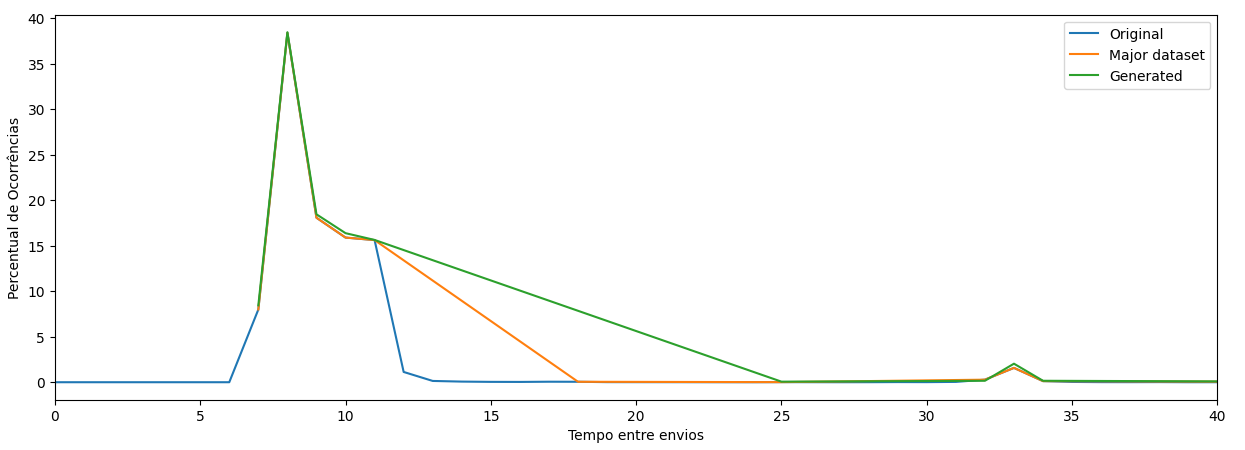 40
35
30
25
20
15
10
5
0
Percentual de Ocorrências
Original
Major dataset
Generated
0 5 10 15 20 25 30 35 40
Tempo entre envios